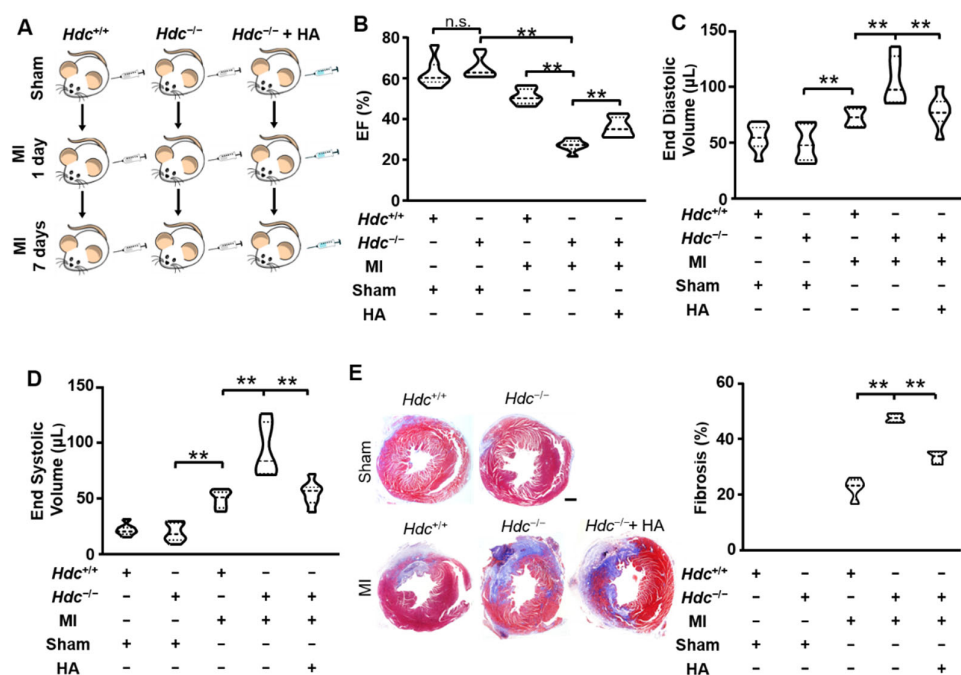 A
Hdc+/+ Hdc−/− Hdc−/− + HA
Sham
MI
1 day
MI
7 days
B
n.s.
**
**
**
EF (%)
80
60
40
20
0
Hdc+/+ + − + − −
Hdc−/− − + − + +
MI − − + + +
Sham + + − − −
HA − − − − +
C
** **
**
End Diastolic
Volume (µL)
150
100
50
0
Hdc+/+ + − + − −
Hdc−/− − + − + +
MI − − + + +
Sham + + − − −
HA − − − − +
D
** **
**
End Systolic
Volume (µL)
150
100
50
0
Hdc+/+ + − + − −
Hdc−/− − + − + +
MI − − + + +
Sham + + − − −
HA − − − − +
E
Hdc+/+ Hdc−/−
Sham
Hdc+/+ Hdc−/− Hdc−/−+ HA
MI
** **
Fibrosis (%)
60
40
20
0
Hdc+/+ + − + − −
Hdc−/− − + − + +
MI − − + + +
Sham + + − − −
HA − − − − +